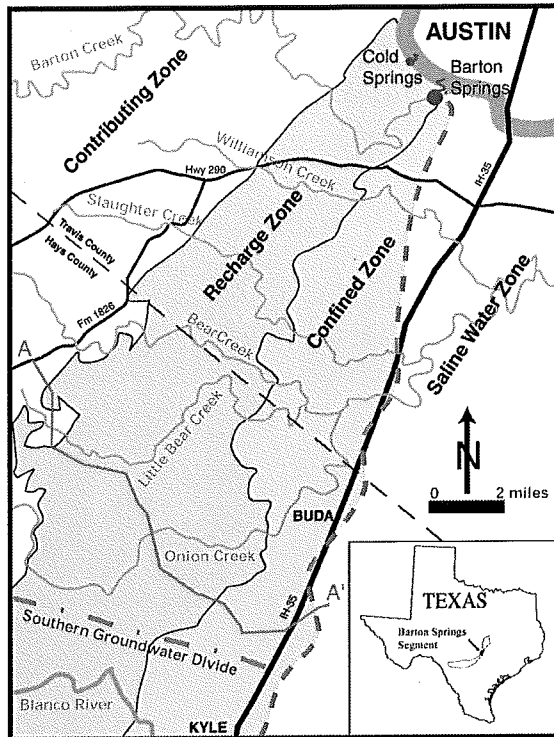 AUSTIN
Barton Creek
Cold
Springs
Barton
Springs
Contributing Zone
Williamson Creek
Hwy 290
IH-35
Slaughter Creek
Travis County
Hays County
Recharge Zone
Confined Zone
Saline Water Zone
Fm 1826
Bear Creek
A
Little Bear Creek
N
0 2 miles
BUDA
Onion Creek
IH-35
A'
Southern Groundwater Divide
TEXAS
Barton Springs
Segment
Blanco River
KYLE